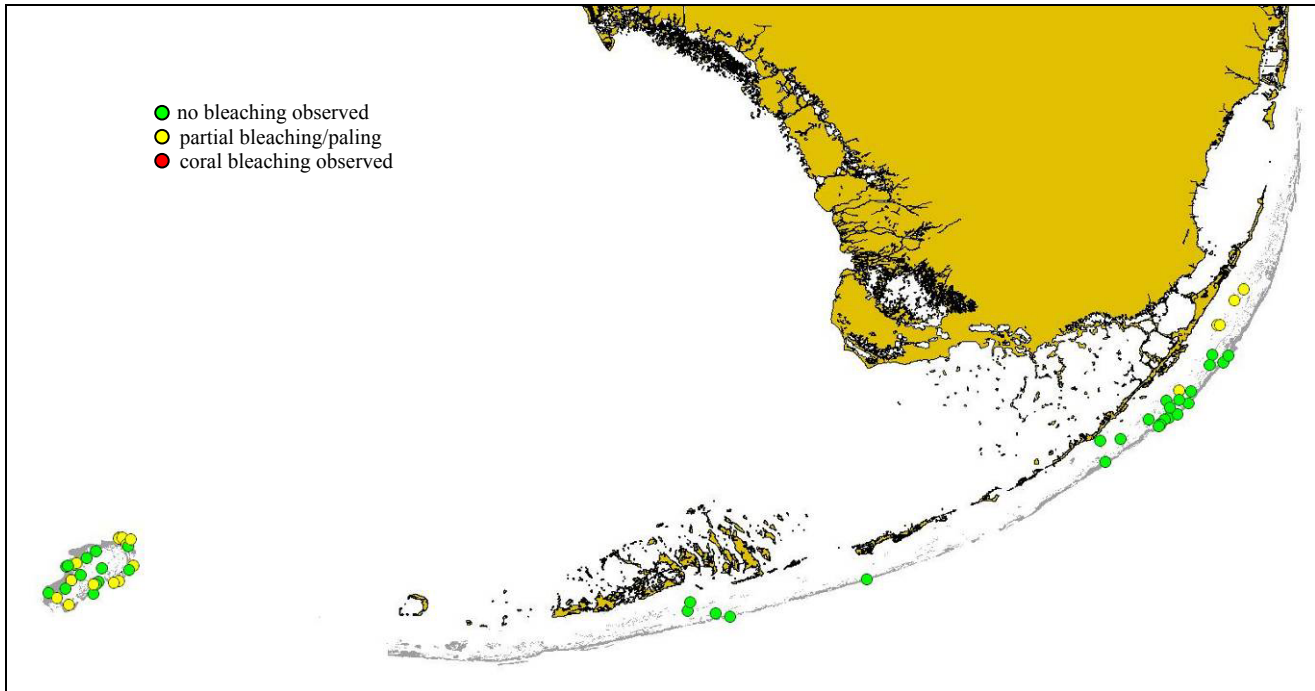 no bleaching observed
partial bleaching/paling
coral bleaching observed